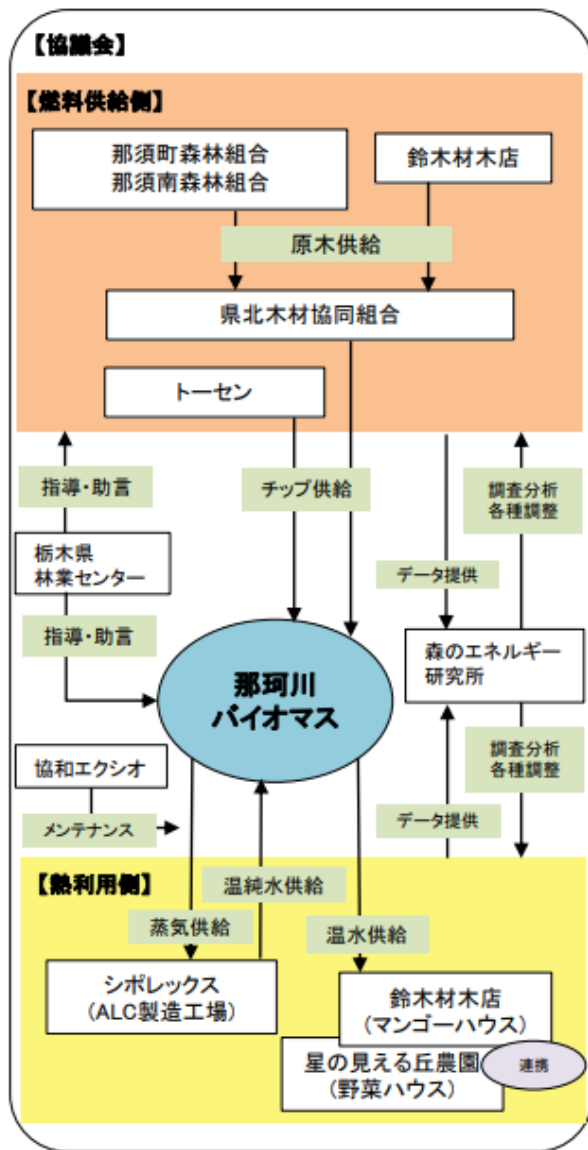 【協議会】
【燃料供給側】
那須町森林組合
那須南森林組合
鈴木材木店
原木供給
県北木材協同組合
トーセン
指導・助言
チップ供給
調査分析
各種調整
栃木県
林業センター
データ提供
指導・助言
那珂川
バイオマス
森のエネルギー
研究所
協和エクシオ
調査分析
各種調整
メンテナンス
データ提供
【熱利用側】
温純水供給
蒸気供給
温水供給
シポレックス
(ALC製造工場)
鈴木材木店
(マンゴーハウス)
星の見える丘農園
(野菜ハウス)
連携